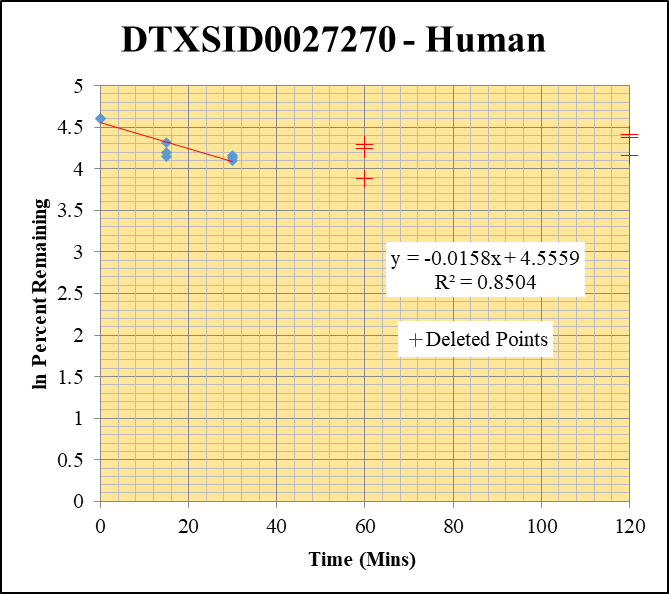 DTXSID0027270 - Human
5
4.5
4
3.5
3
2.5
2
1.5
1
0.5
0
ln Percent Remaining
y = -0.0158x + 4.5559
R² = 0.8504
+Deleted Points
0 20 40 60 80 100 120
Time (Mins)